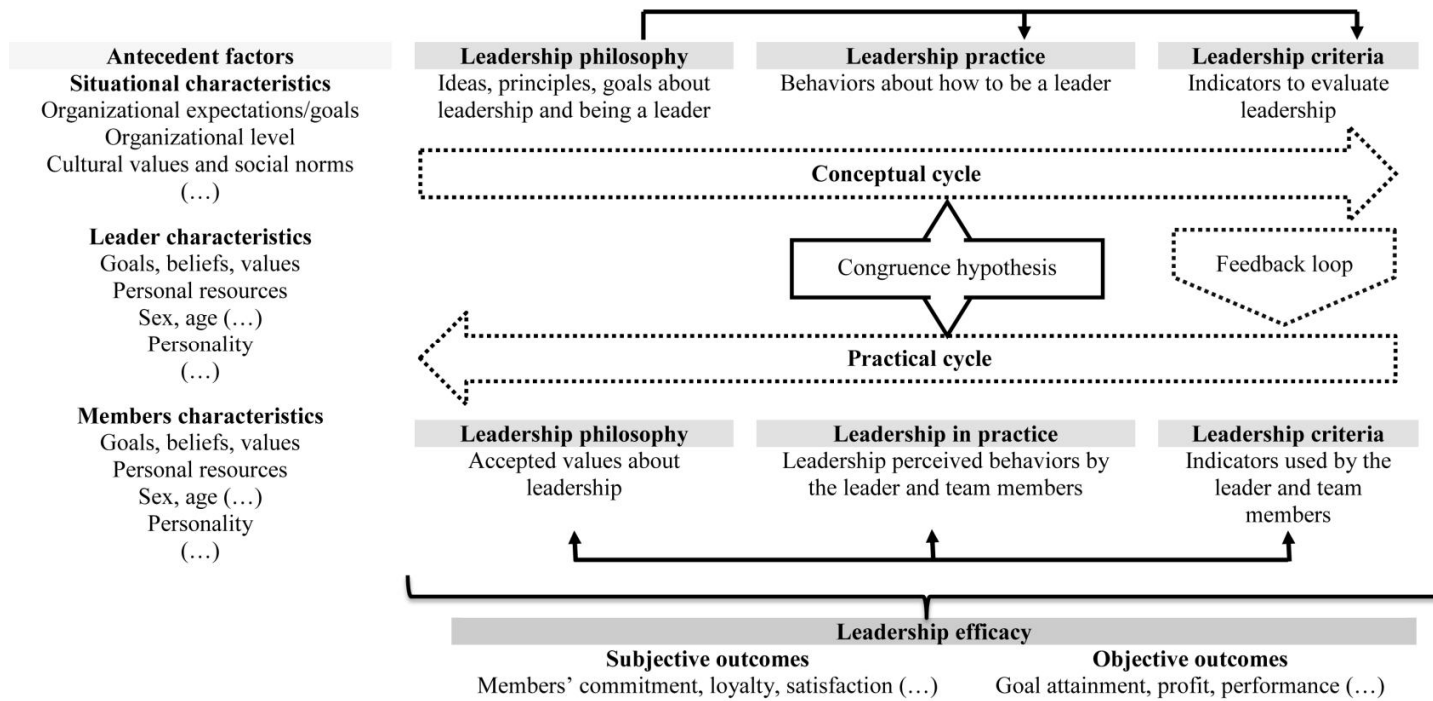 Antecedent factors
Situational characteristics
Organizational expectations/goals
Organizational level
Cultural values and social norms
(…)
Leader characteristics
Goals, beliefs, values
Personal resources
Sex, age (…)
Personality
(…)
Members characteristics
Goals, beliefs, values
Personal resources
Sex, age (…)
Personality
(…)
Leadership philosophy
Ideas, principles, goals about
leadership and being a leader
Leadership practice
Behaviors about how to be a leader
Leadership criteria
Indicators to evaluate
leadership
Conceptual cycle
Congruence hypothesis
Feedback loop
Practical cycle
Leadership philosophy
Accepted values about
leadership
Leadership in practice
Leadership perceived behaviors by
the leader and team members
Leadership criteria
Indicators used by the
leader and team
members
Leadership efficacy
Subjective outcomes
Members’ commitment, loyalty, satisfaction (…)
Objective outcomes
Goal attainment, profit, performance (…)